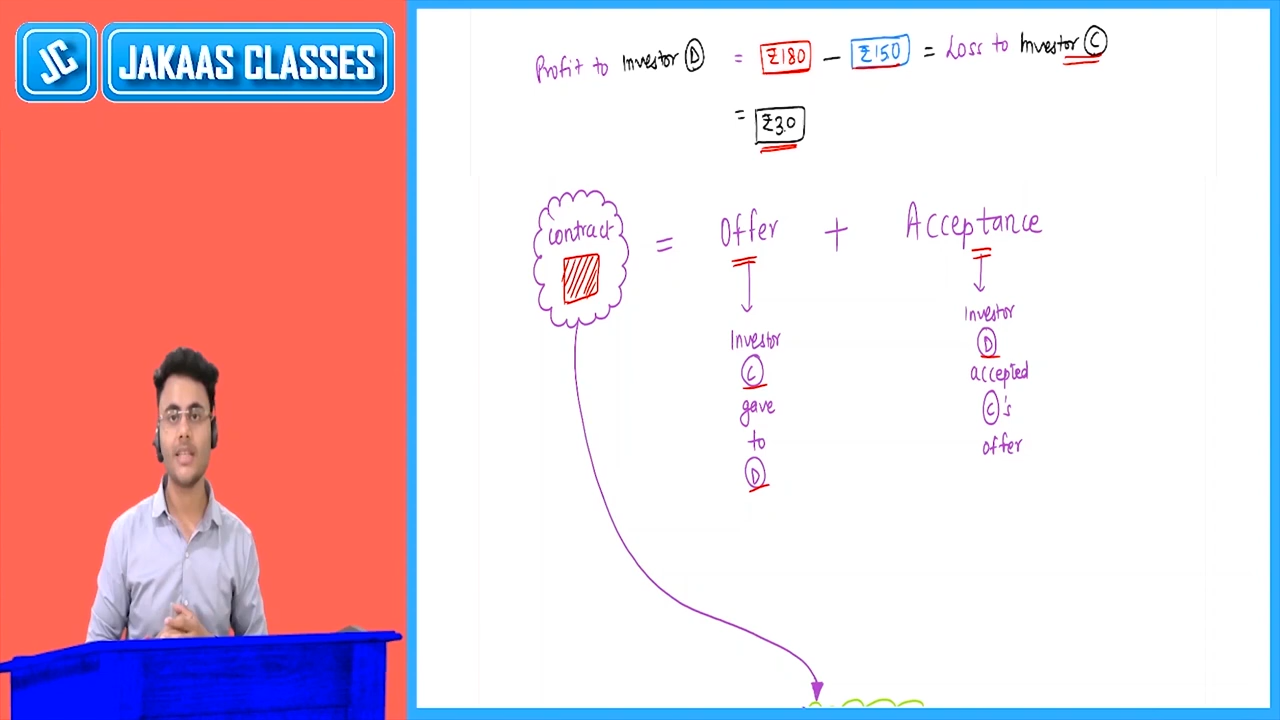 JC
JAKAAS CLASSES
Profit to Investor D = ₹180 – ₹150 = Loss to Investor C
= ₹30
contract = Offer + Acceptance
Investor
C
gave
to
D
Investor
D
accepted
C's
offer